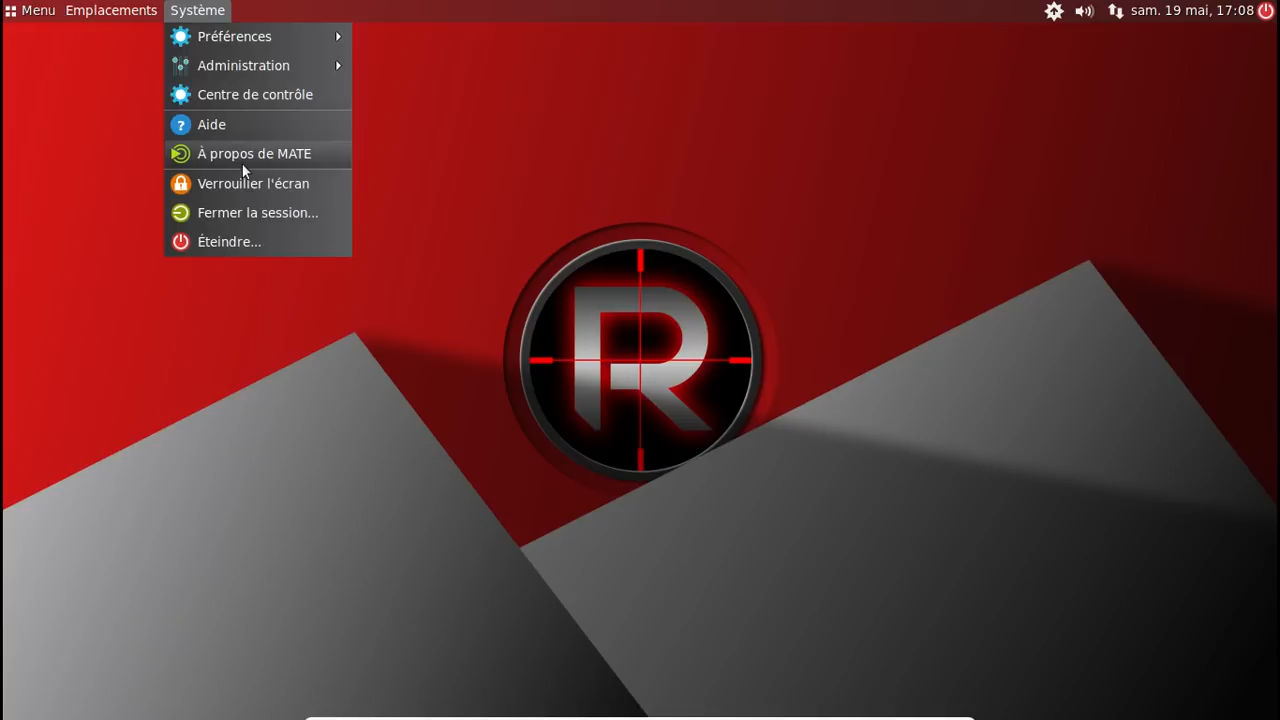 Menu Emplacements Système sam. 19 mai, 17:08
Préférences
Administration
Centre de contrôle
Aide
À propos de MATE
Verrouiller l'écran
Fermer la session...
Éteindre...
R